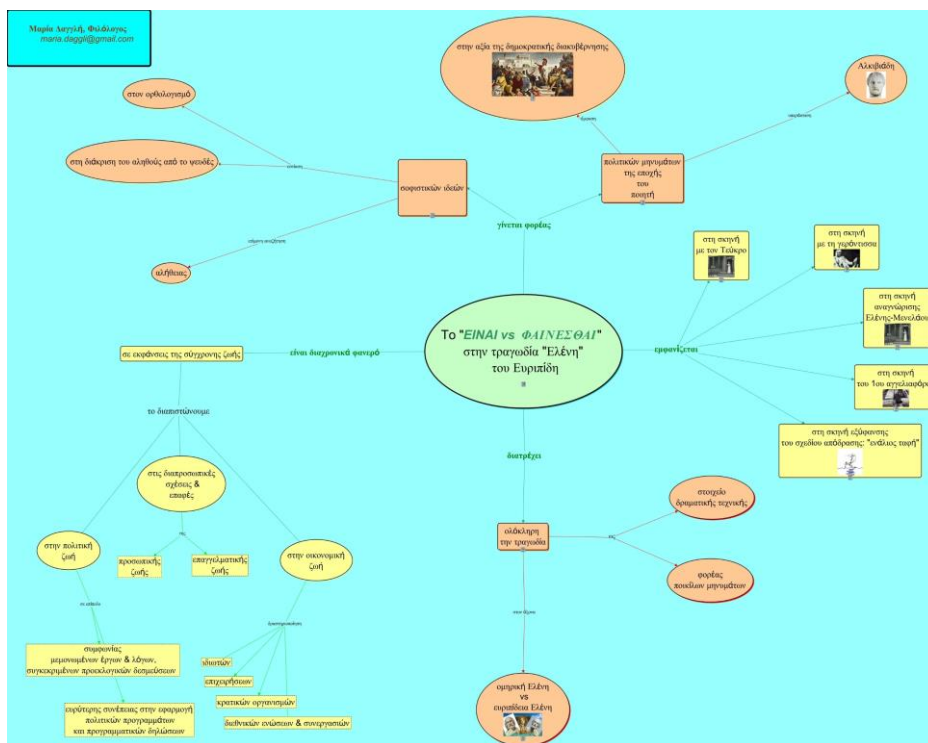 Μαρία Δαγγλή, Φιλόλογος
maria.daggli@gmail.com
στην αξία της δημοκρατικής διακυβέρνησης
Αλκιβιάδη
στον ορθολογισμό
στη διάκριση του αληθούς από το ψευδές
σοφιστικών ιδεών
πολιτικών μηνυμάτων
της εποχής
του
ποιητή
αλήθειας
γίνεται φορέας
στη σκηνή
με τον Τεύκρο
στη σκηνή
με τη γερόντισσα
στη σκηνή
αναγνώρισης
Ελένης-Μενελάου
Το "ΕΙΝΑΙ vs ΦΑΙΝΕΣΘΑΙ"
στην τραγωδία "Ελένη"
του Ευριπίδη
εμφανίζεται
στη σκηνή
του 1ου αγγελιαφόρο
στη σκηνή εξύφανσης
του σχεδίου απόδρασης: "ενάλιος ταφή"
σε εκφάνσεις της σύγχρονης ζωής
είναι διαχρονικά φανερό
το διαπιστώνουμε
διατρέχει
στις διαπροσωπικές
σχέσεις &
επαφές
στην πολιτική
ζωή
προσωπικής
ζωής
επαγγελματικής
ζωής
στην οικονομική
ζωή
ολόκληρη
την τραγωδία
στοιχείο
δραματικής τεχνικής
ως
φορέας
ποικίλων μηνυμάτων
συμφωνίας
μεμονωμένων έργων & λόγων,
συγκεκριμένων προεκλογικών δεσμεύσεων
ευρύτερης συνέπειας στην εφαρμογή
πολιτικών προγραμμάτων
και προγραμματικών δηλώσεων
ιδιωτών
επιχειρήσεων
κρατικών οργανισμών
διεθνικών ενώσεων & συνεργασιών
ομηρική Ελένη
vs
ευριπίδεια Ελένη